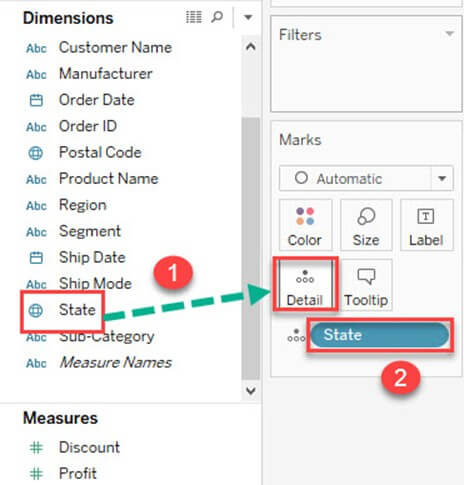 Dimensions
Abc Customer Name
Abc Manufacturer
Order Date
Abc Order ID
Postal Code
Abc Product Name
Abc Region
Abc Segment
Ship Date
Abc Ship Mode
State
Abc Sub-Category
Abc Measure Names
Measures
# Discount
# Profit
1
Filters
Marks
Automatic
Color Size T Label
Detail Tooltip
State
2